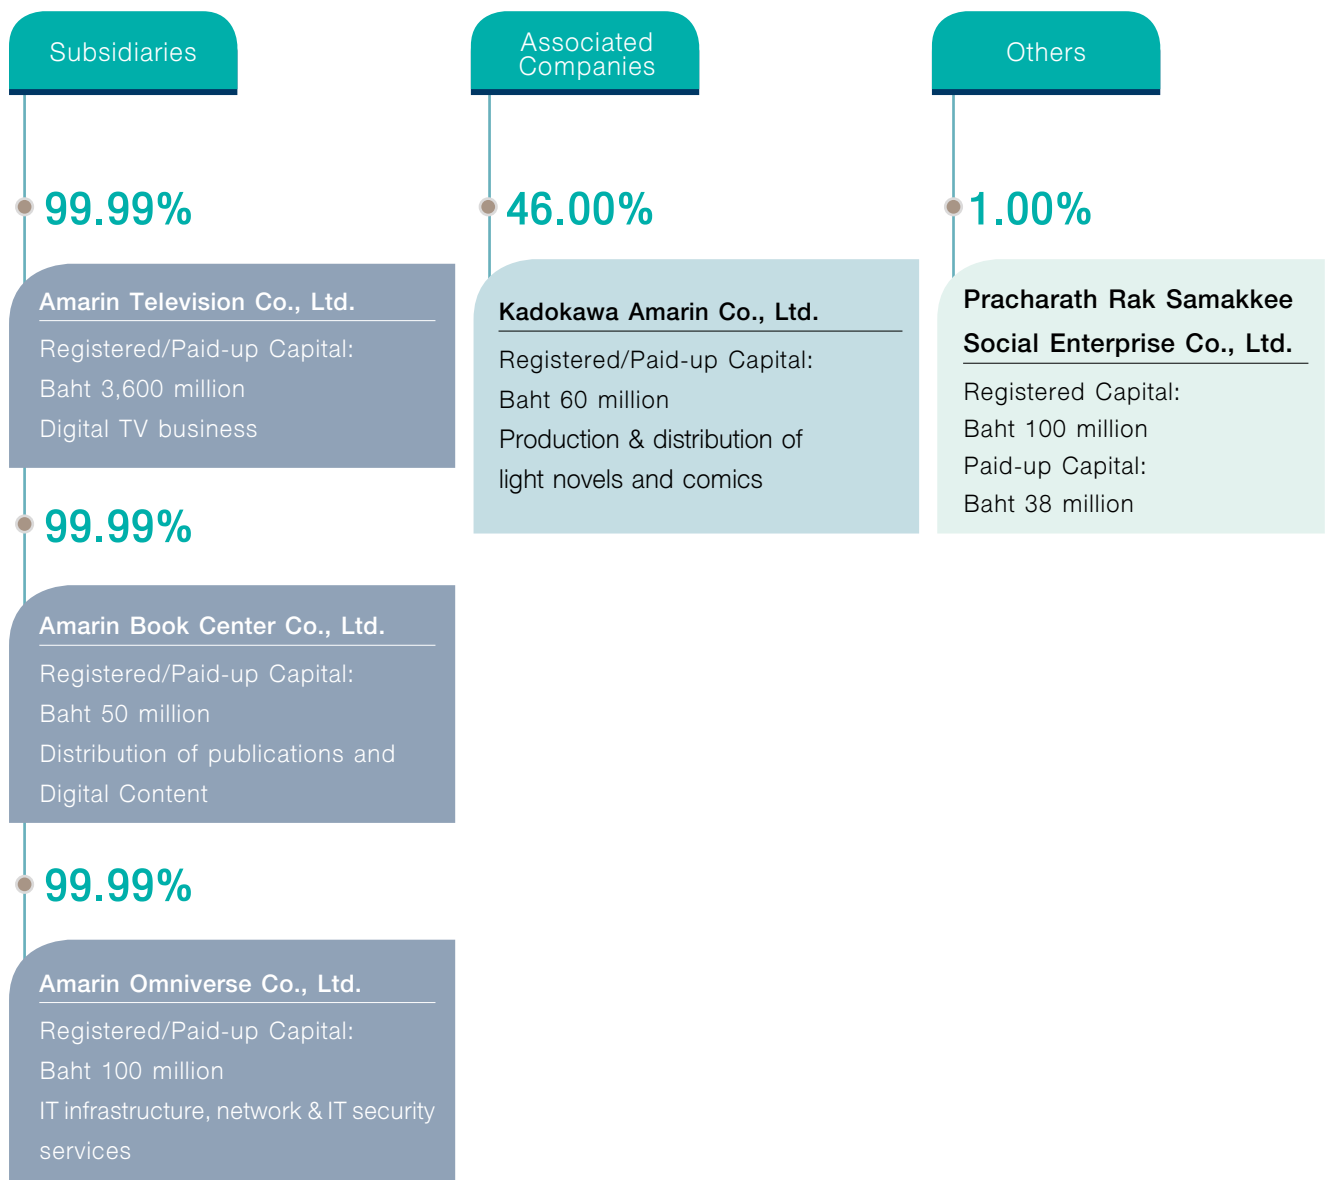 Subsidiaries
99.99%
Amarin Television Co., Ltd.
Registered/Paid-up Capital:
Baht 3,600 million
Digital TV business
99.99%
Amarin Book Center Co., Ltd.
Registered/Paid-up Capital:
Baht 50 million
Distribution of publications and
Digital Content
99.99%
Amarin Omniverse Co., Ltd.
Registered/Paid-up Capital:
Baht 100 million
IT infrastructure, network & IT security
services
Associated
Companies
46.00%
Kadokawa Amarin Co., Ltd.
Registered/Paid-up Capital:
Baht 60 million
Production & distribution of
light novels and comics
Others
1.00%
Pracharath Rak Samakkee
Social Enterprise Co., Ltd.
Registered Capital:
Baht 100 million
Paid-up Capital:
Baht 38 million